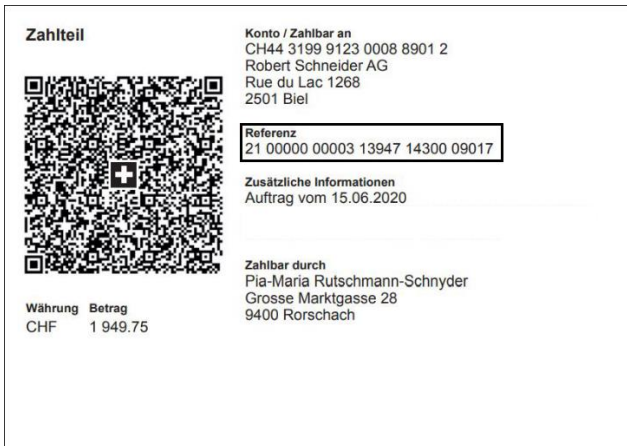 Zahlteil
Währung Betrag
CHF 1 949.75
Konto / Zahlbar an
CH44 3199 9123 0008 8901 2
Robert Schneider AG
Rue du Lac 1268
2501 Biel
Referenz
21 00000 00003 13947 14300 09017
Zusätzliche Informationen
Auftrag vom 15.06.2020
Zahlbar durch
Pia-Maria Rutschmann-Schnyder
Grosse Marktgasse 28
9400 Rorschach